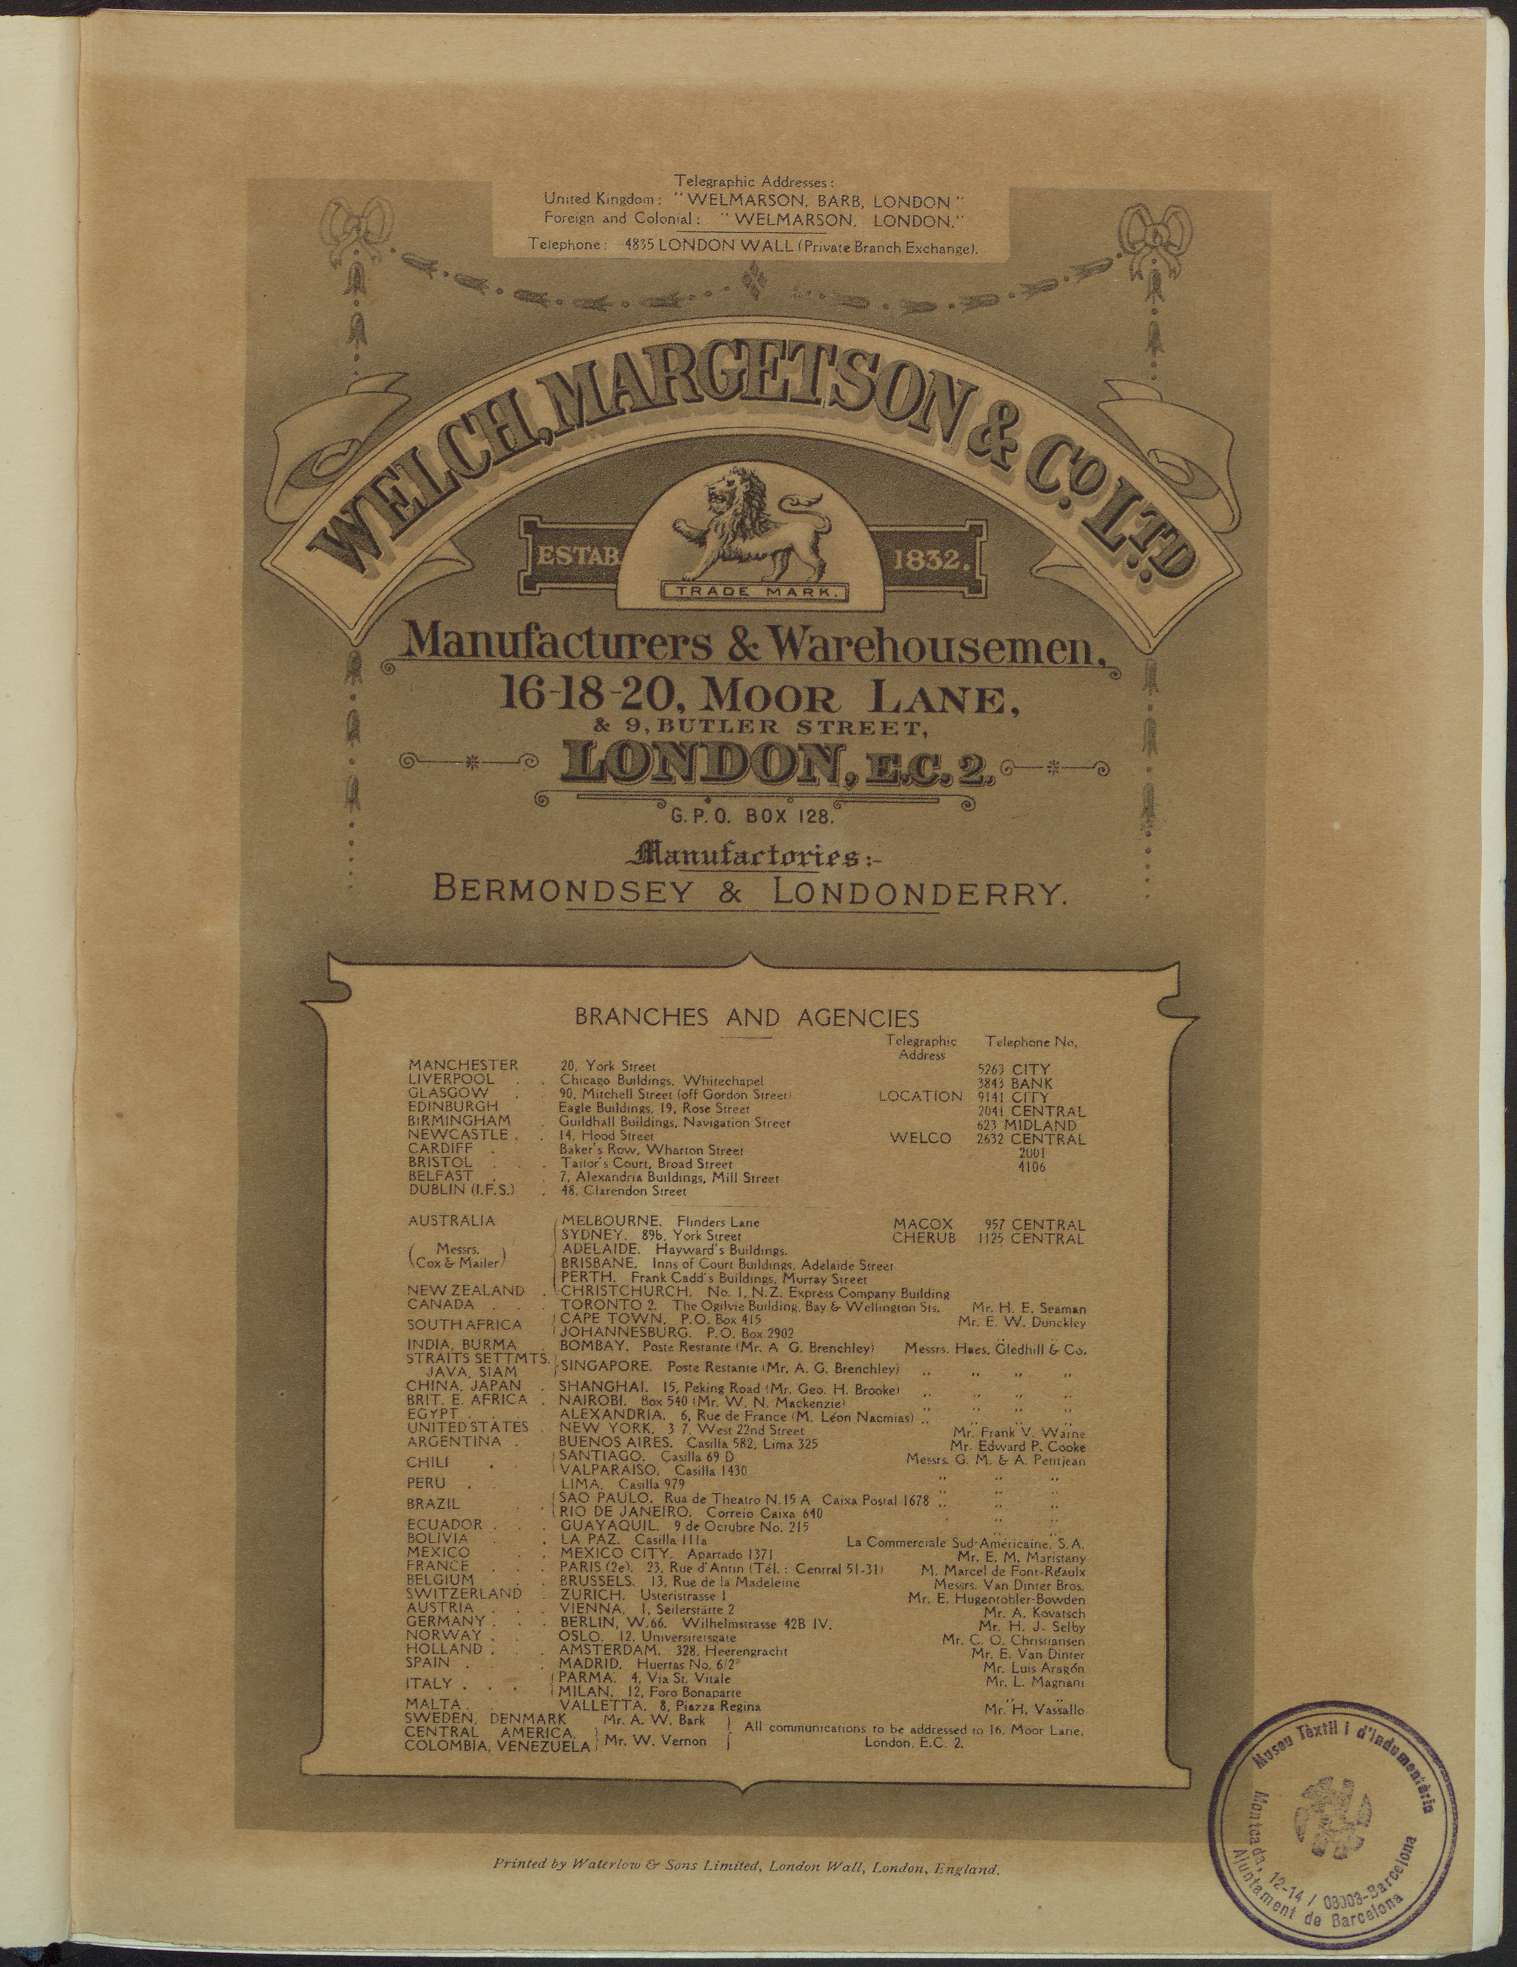 Telegraphic Addresses:
United Kingdom: "WELMARSON, BARB, LONDON"
Foreign and Colonial: "WELMARSON, LONDON."
Telephone: 4835 LONDON WALL (Private Branch Exchange).
WELCH, MARGETSON & CO. LTD.
ESTAB. 1832.
TRADE MARK.
Manufacturers & Warehousemen,
16-18-20, MOOR LANE,
& 9, BUTLER STREET,
LONDON, E.C. 2.
G. P. O. BOX 128.
Manufactories:-
BERMONDSEY & LONDONDERRY.
BRANCHES AND AGENCIES
Telegraphic Address Telephone No.
MANCHESTER 20, York Street 5263 CITY
LIVERPOOL . . Chicago Buildings, Whitechapel 3843 BANK
GLASGOW . . 90, Mitchell Street (off Gordon Street) LOCATION 9141 CITY
EDINBURGH Eagle Buildings, 19, Rose Street 2041 CENTRAL
BIRMINGHAM . Guildhall Buildings, Navigation Street 623 MIDLAND
NEWCASTLE . . 14, Hood Street WELCO 2632 CENTRAL
CARDIFF . Baker's Row, Wharton Street 2001
BRISTOL . . Tailor's Court, Broad Street 4106
BELFAST . . 7, Alexandria Buildings, Mill Street
DUBLIN (I.F.S.) . 48, Clarendon Street
AUSTRALIA MELBOURNE. Flinders Lane MACOX 957 CENTRAL
SYDNEY. 89b, York Street CHERUB 1125 CENTRAL
(Messrs. Cox & Mailer) ADELAIDE. Hayward's Buildings.
BRISBANE. Inns of Court Buildings, Adelaide Street
PERTH. Frank Cadd's Buildings, Murray Street
NEW ZEALAND . CHRISTCHURCH. No. 1, N.Z. Express Company Building
CANADA . . . TORONTO 2. The Ogilvie Building, Bay & Wellington Sts. Mr. H. E. Seaman
SOUTH AFRICA CAPE TOWN. P.O. Box 415 Mr. E. W. Dunckley
JOHANNESBURG. P.O. Box 2902 " "
INDIA, BURMA . BOMBAY. Poste Restante (Mr. A. G. Brenchley) Messrs. Haes, Gledhill & Co.
STRAITS SETTMTS.
JAVA, SIAM SINGAPORE. Poste Restante (Mr. A. G. Brenchley) " " " "
CHINA, JAPAN . SHANGHAI. 15, Peking Road (Mr. Geo. H. Brooke) " " " "
BRIT. E. AFRICA . NAIROBI. Box 540 (Mr. W. N. Mackenzie) " " " "
EGYPT . . ALEXANDRIA. 6, Rue de France (M. Léon Nacmias) " " " "
UNITED STATES . NEW YORK. 3-7, West 22nd Street Mr. Frank V. Warne
ARGENTINA . BUENOS AIRES. Casilla 582, Lima 325 Mr. Edward P. Cooke
CHILI . SANTIAGO. Casilla 69 D Messrs. G. M. & A. Petitjean
VALPARAISO. Casilla 1430
PERU . . LIMA. Casilla 979 " " "
BRAZIL . . SAO PAULO. Rua de Theatro N.15 A Caixa Postal 1678 " " "
RIO DE JANEIRO. Correio Caixa 640 " "
ECUADOR . . . GUAYAQUIL. 9 de Octubre No. 215 " "
BOLIVIA . . LA PAZ. Casilla 111a La Commerciale Sud-Américaine, S.A.
MEXICO . . MEXICO CITY. Apartado 1371 Mr. E. M. Maristany
FRANCE . . . PARIS (2e). 23, Rue d'Antin (Tél.: Central 51-31) M. Marcel de Font-Réaulx
BELGIUM . BRUSSELS. 13, Rue de la Madeleine Messrs. Van Dinter Bros.
SWITZERLAND . ZURICH. Usteristrasse 1 Mr. E. Hugentobler-Bowden
AUSTRIA . . . VIENNA. 1, Seilerstätte 2 Mr. A. Kovatsch
GERMANY . . . BERLIN, W.66. Wilhelmstrasse 42B IV. Mr. H. J. Selby
NORWAY . . OSLO. 12, Universitetsgate Mr. C. O. Christiansen
HOLLAND . . . AMSTERDAM. 328, Heerengracht Mr. E. Van Dinter
SPAIN . . . MADRID. Huertas No. 6/2° Mr. Luis Aragón
ITALY . . . PARMA. 4, Via St. Vitale Mr. L. Magnani
MILAN. 12, Foro Bonaparte " "
MALTA . . . VALLETTA. 8, Piazza Regina Mr. H. Vassallo
SWEDEN, DENMARK Mr. A. W. Bark
CENTRAL AMERICA, COLOMBIA, VENEZUELA Mr. W. Vernon
All communications to be addressed to 16, Moor Lane, London, E.C. 2.
Printed by Waterlow & Sons Limited, London Wall, London, England.
Museu Tèxtil i d'Indumentària
Montcada, 12-14 / 08003-Barcelona
Ajuntament de Barcelona